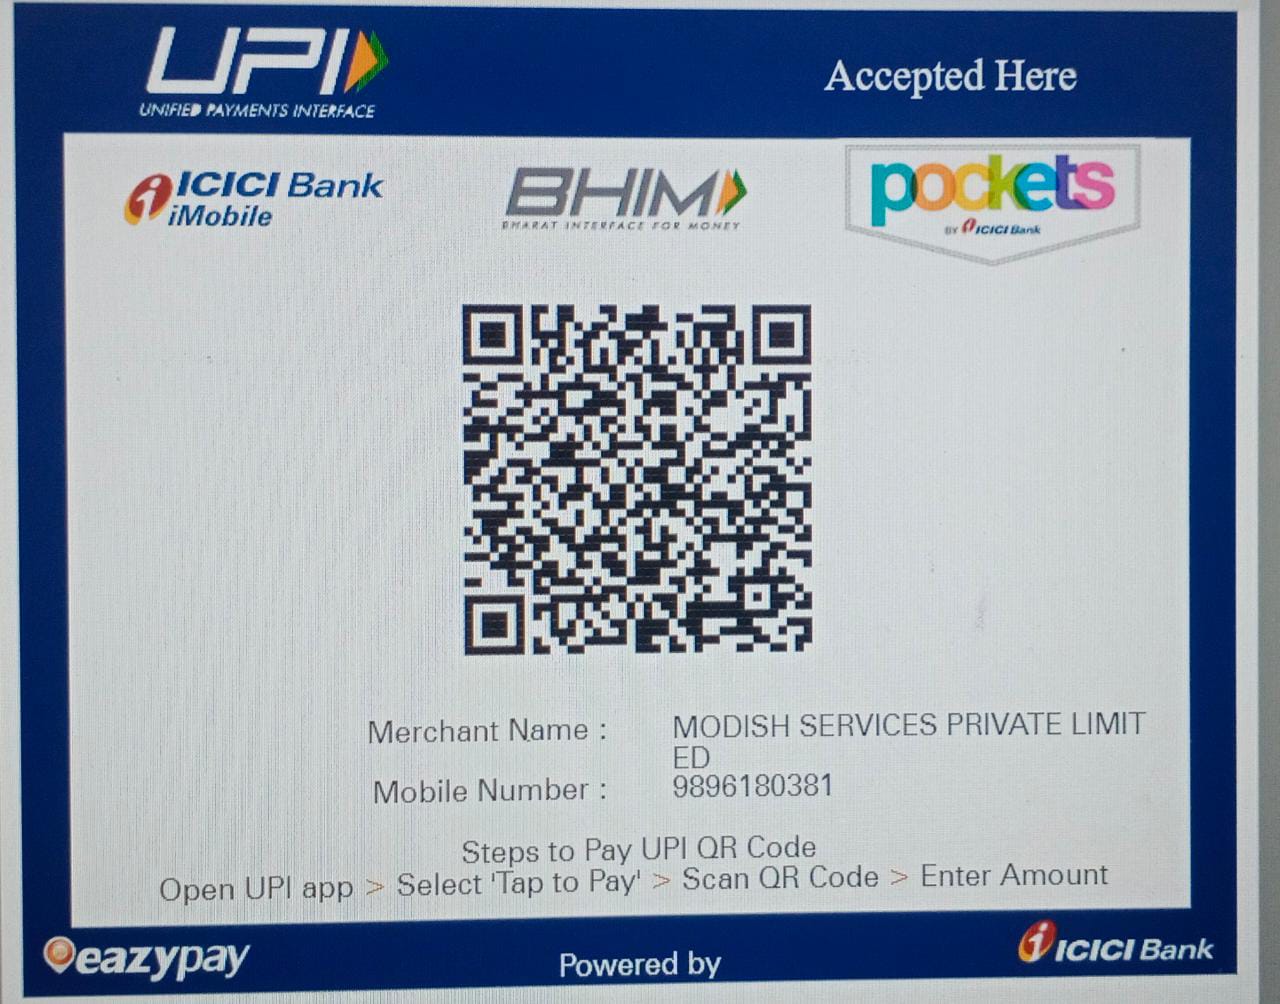 UPI
UNIFIED PAYMENTS INTERFACE
Accepted Here
ICICI Bank
iMobile
BHIM
BHARAT INTERFACE FOR MONEY
pockets
BY ICICI Bank
Merchant Name : MODISH SERVICES PRIVATE LIMIT
ED
Mobile Number : 9896180381
Steps to Pay UPI QR Code
Open UPI app > Select 'Tap to Pay' > Scan QR Code > Enter Amount
eazypay
Powered by
ICICI Bank